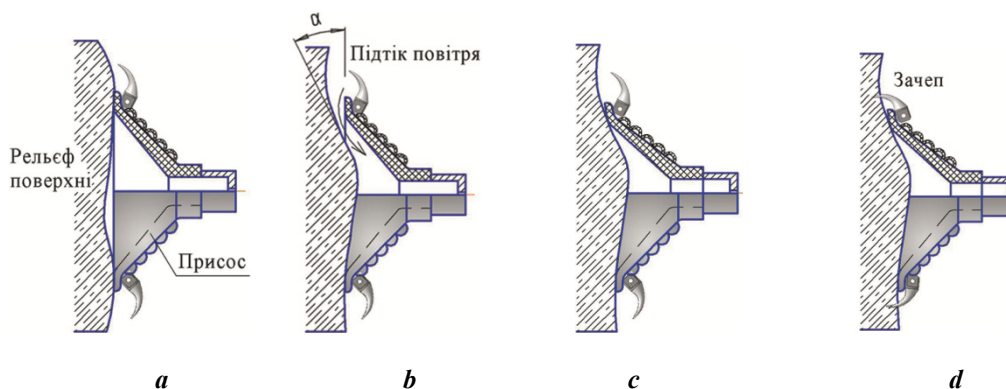 α
Підтік повітря
Зачеп
Рельєф
поверхні
Присос
a
b
c
d